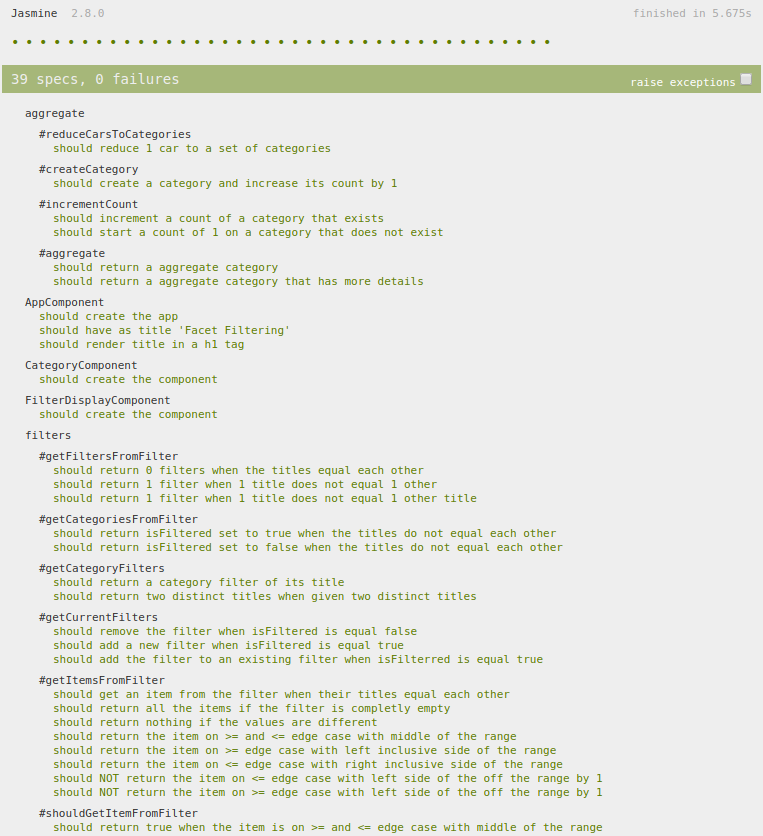 Jasmine 2.8.0 finished in 5.675s
39 specs, 0 failures raise exceptions
aggregate
#reduceCarsToCategories
should reduce 1 car to a set of categories
#createCategory
should create a category and increase its count by 1
#incrementCount
should increment a count of a category that exists
should start a count of 1 on a category that does not exist
#aggregate
should return a aggregate category
should return a aggregate category that has more details
AppComponent
should create the app
should have as title 'Facet Filtering'
should render title in a h1 tag
CategoryComponent
should create the component
FilterDisplayComponent
should create the component
filters
#getFiltersFromFilter
should return 0 filters when the titles equal each other
should return 1 filter when 1 title does not equal 1 other
should return 1 filter when 1 title does not equal 1 other title
#getCategoriesFromFilter
should return isFiltered set to true when the titles do not equal each other
should return isFiltered set to false when the titles do not equal each other
#getCategoryFilters
should return a category filter of its title
should return two distinct titles when given two distinct titles
#getCurrentFilters
should remove the filter when isFiltered is equal false
should add a new filter when isFiltered is equal true
should add the filter to an existing filter when isFilterred is equal true
#getItemsFromFilter
should get an item from the filter when their titles equal each other
should return all the items if the filter is completly empty
should return nothing if the values are different
should return the item on >= and <= edge case with middle of the range
should return the item on >= edge case with left inclusive side of the range
should return the item on <= edge case with right inclusive side of the range
should NOT return the item on <= edge case with left side of the off the range by 1
should NOT return the item on >= edge case with left side of the off the range by 1
#shouldGetItemFromFilter
should return true when the item is on >= and <= edge case with middle of the range